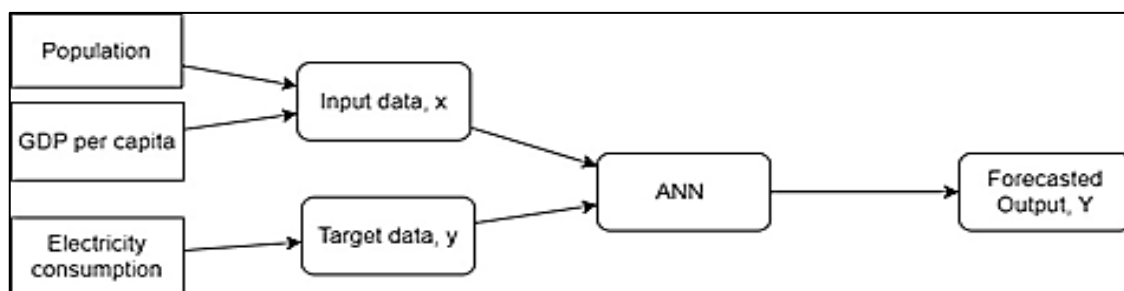 Population
GDP per capita
Electricity
consumption
Input data, x
Target data, y
ANN
Forecasted
Output, Y